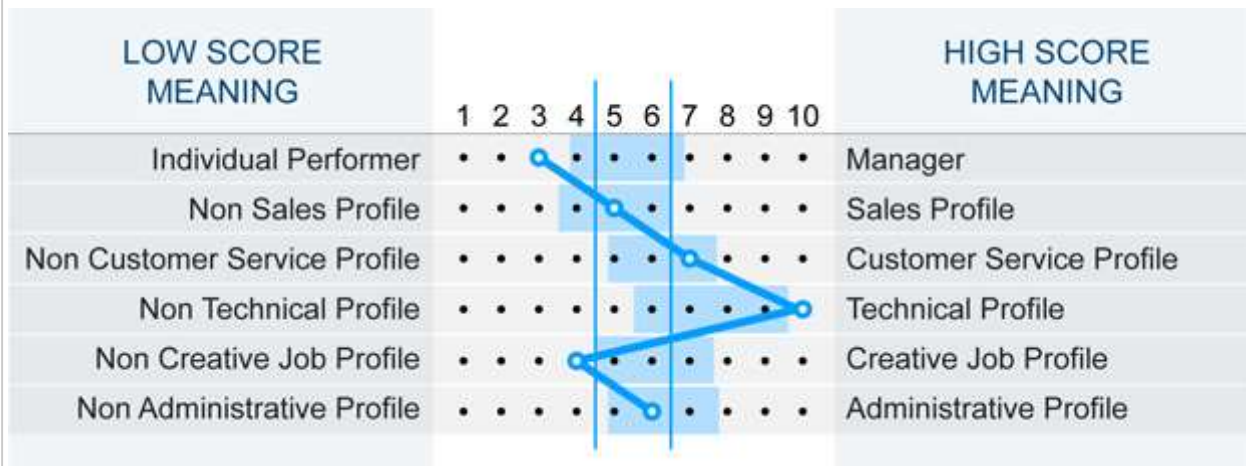 LOW SCORE
MEANING
HIGH SCORE
MEANING
1 2 3 4 5 6 7 8 9 10
Individual Performer Manager
Non Sales Profile Sales Profile
Non Customer Service Profile Customer Service Profile
Non Technical Profile Technical Profile
Non Creative Job Profile Creative Job Profile
Non Administrative Profile Administrative Profile